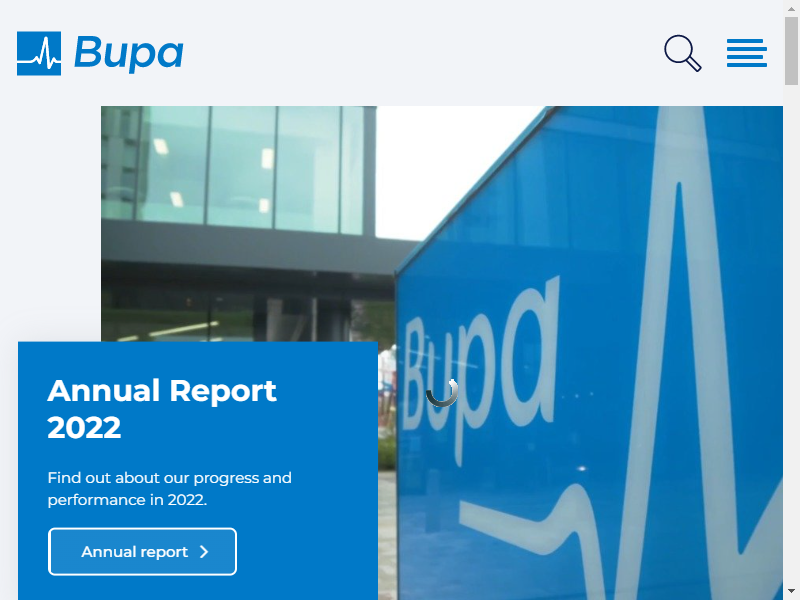 Bupa
Bupa
Annual Report
2022
Find out about our progress and
performance in 2022.
Annual report